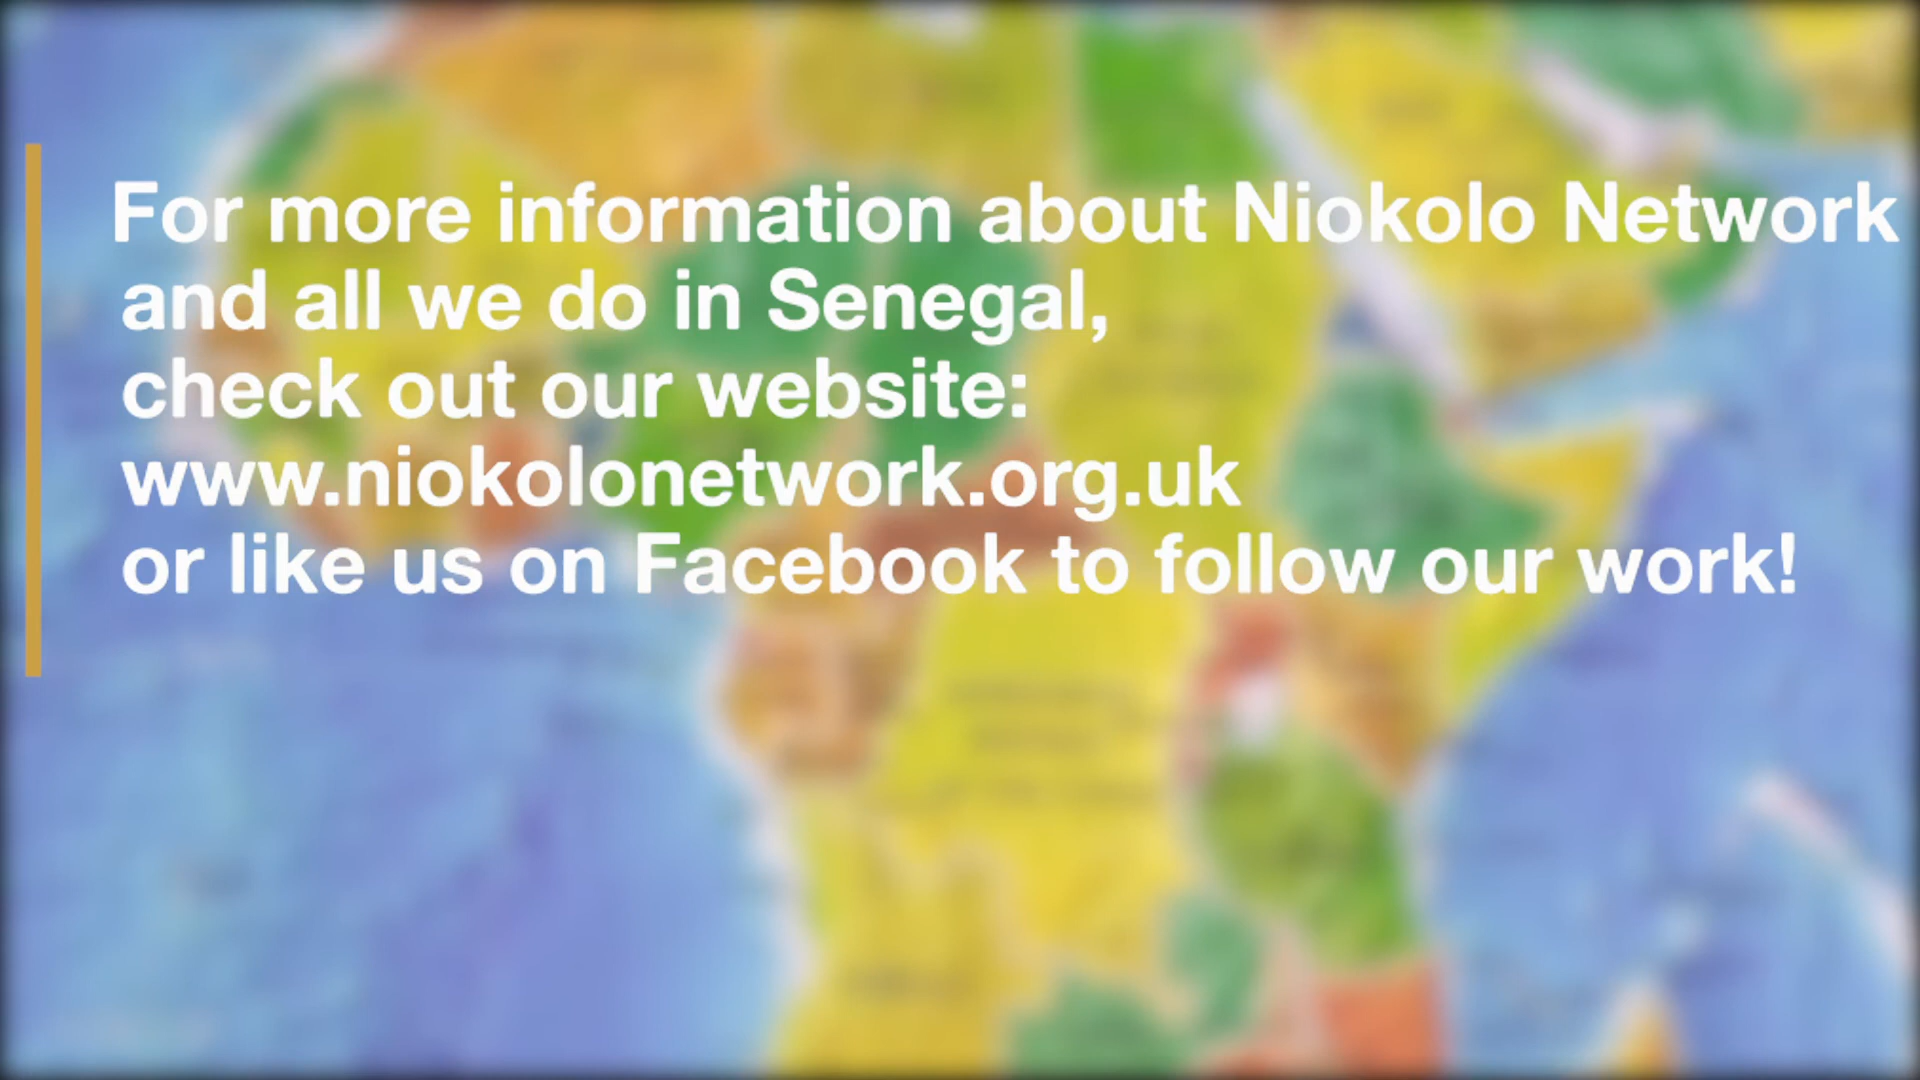 For more information about Niokolo Network
and all we do in Senegal,
check out our website:
www.niokolonetwork.org.uk
or like us on Facebook to follow our work!